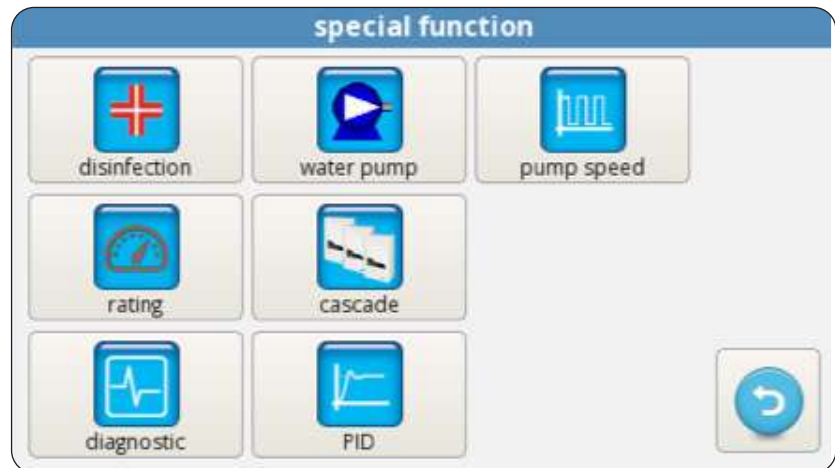 special function
disinfection
water pump
pump speed
rating
cascade
diagnostic
PID